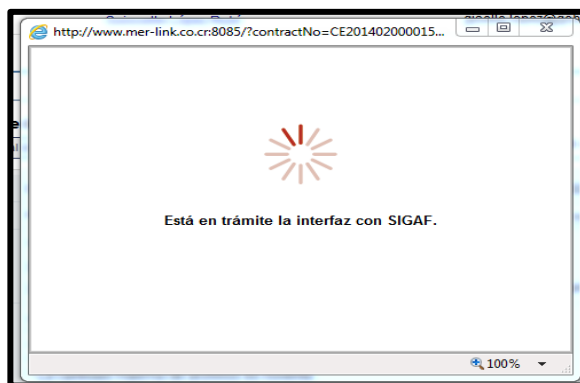 http://www.mer-link.co.cr:8085/?contractNo=CE201402000015...
Está en trámite la interfaz con SIGAF.
100%